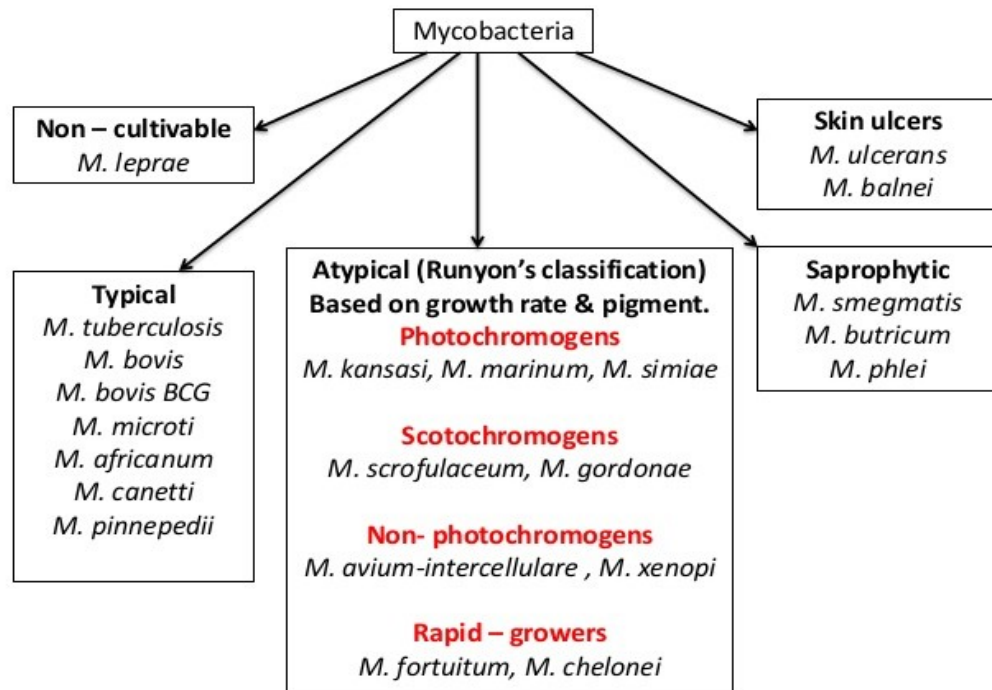 Mycobacteria
Non – cultivable
M. leprae
Skin ulcers
M. ulcerans
M. balnei
Typical
M. tuberculosis
M. bovis
M. bovis BCG
M. microti
M. africanum
M. canetti
M. pinnepedii
Atypical (Runyon’s classification)
Based on growth rate & pigment.
Photochromogens
M. kansasi, M. marinum, M. simiae
Scotochromogens
M. scrofulaceum, M. gordonae
Non- photochromogens
M. avium-intercellulare , M. xenopi
Rapid – growers
M. fortuitum, M. chelonei
Saprophytic
M. smegmatis
M. butricum
M. phlei